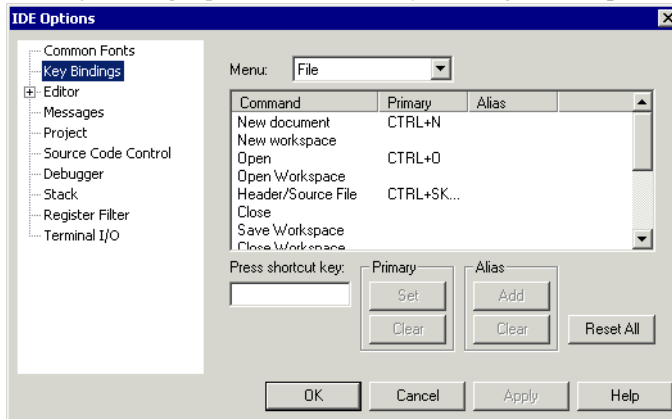 IDE Options
Common Fonts
Key Bindings
Editor
Messages
Project
Source Code Control
Debugger
Stack
Register Filter
Terminal I/O
Menu: File
Command Primary Alias
New document CTRL+N
New workspace
Open CTRL+O
Open Workspace
Header/Source File CTRL+SK...
Close
Save Workspace
Close Workspace
Press shortcut key: Primary Alias
Set Add
Clear Clear Reset All
OK Cancel Apply Help